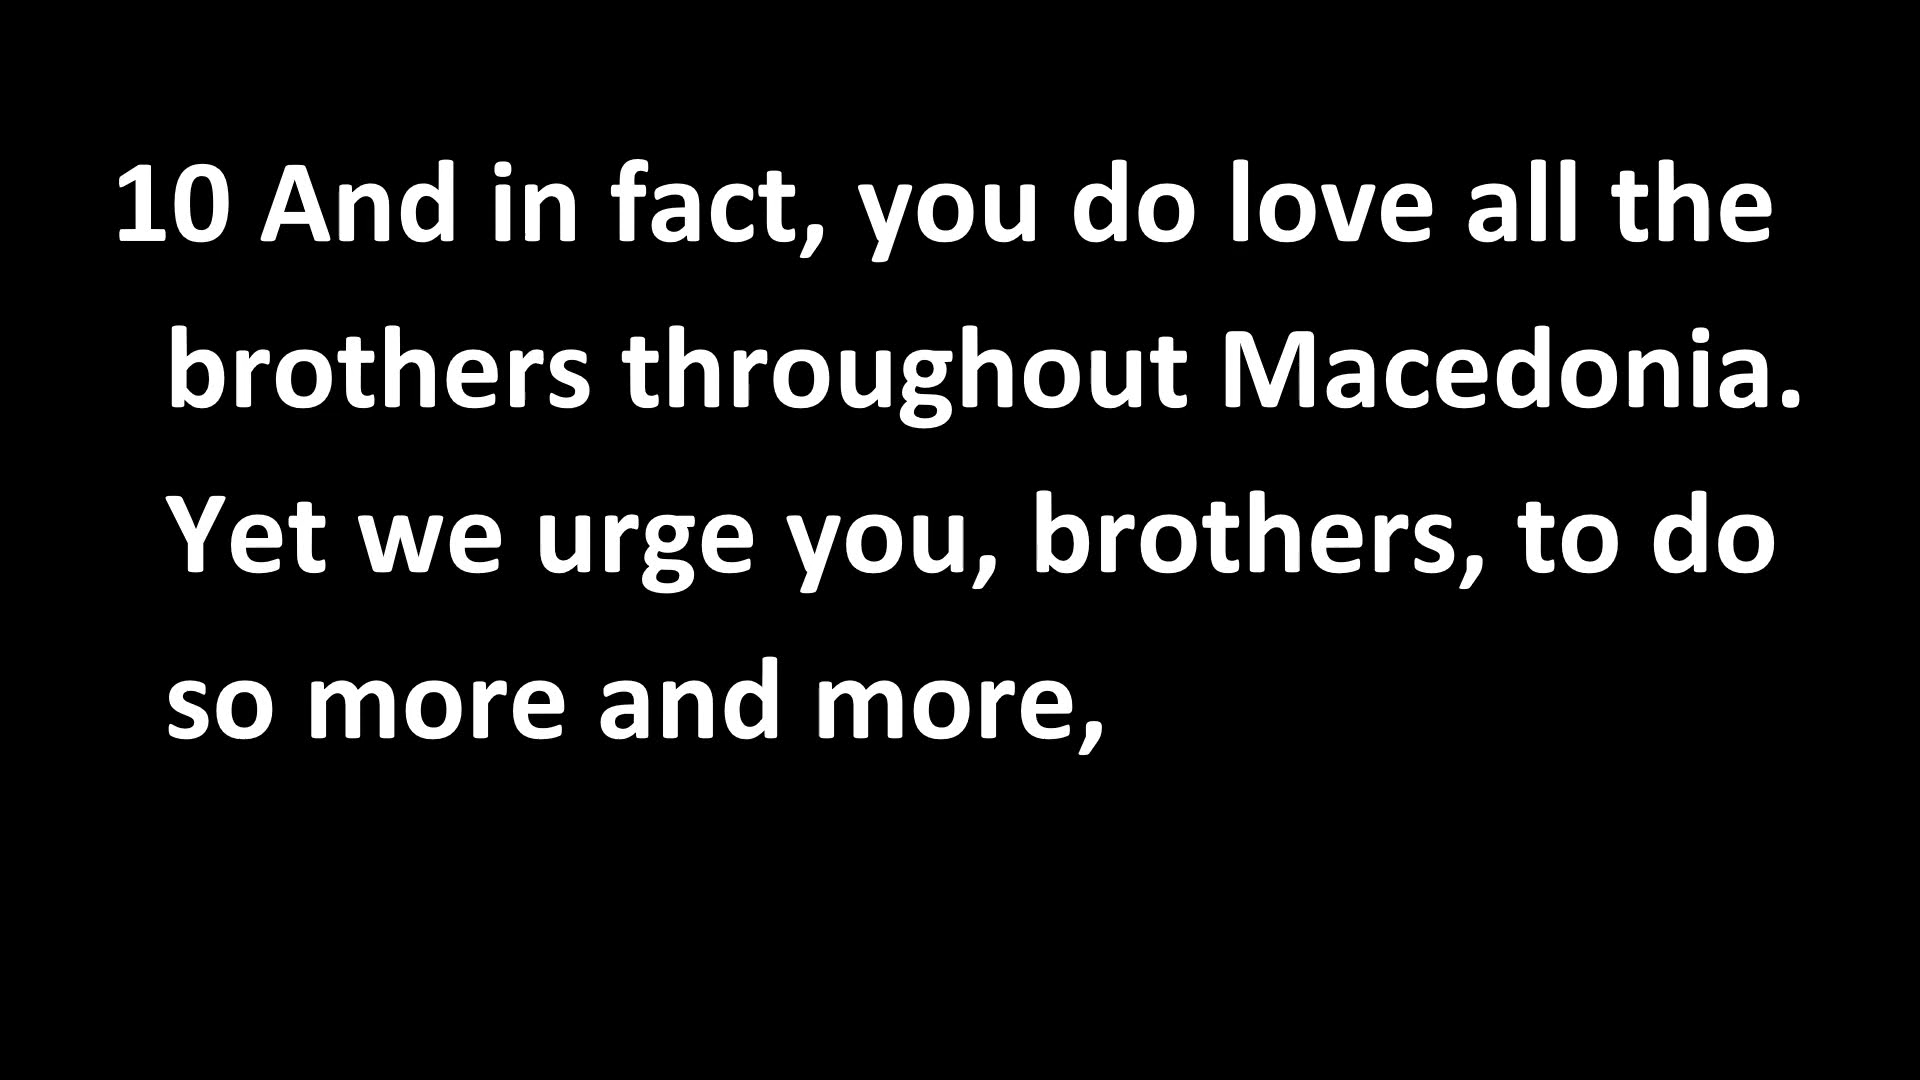 10 And in fact, you do love all the
brothers throughout Macedonia.
Yet we urge you, brothers, to do
so more and more,